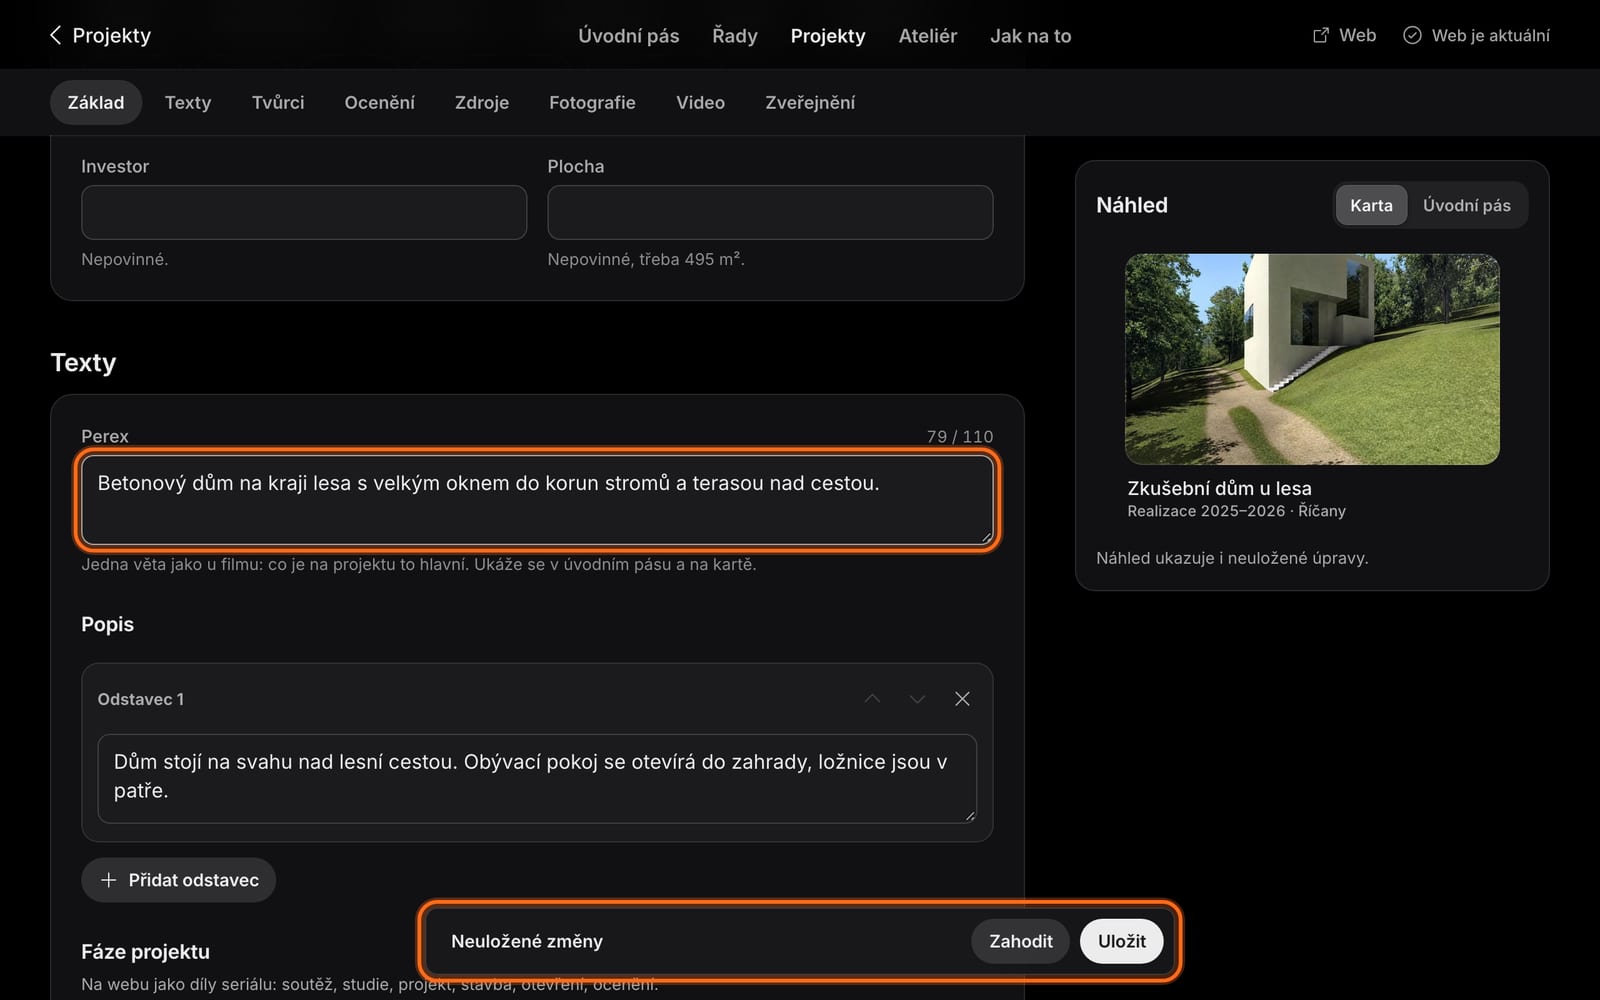 Projekty
Úvodní pás
Řady
Projekty
Ateliér
Jak na to
Web
Web je aktuální
Základ
Texty
Tvůrci
Ocenění
Zdroje
Fotografie
Video
Zveřejnění
Investor
Plocha
Nepovinné.
Nepovinné, třeba 495 m².
Náhled
Karta
Úvodní pás
Zkušební dům u lesa
Realizace 2025–2026 · Říčany
Náhled ukazuje i neuložené úpravy.
Texty
Perex
79 / 110
Betonový dům na kraji lesa s velkým oknem do korun stromů a terasou nad cestou.
Jedna věta jako u filmu: co je na projektu to hlavní. Ukáže se v úvodním pásu a na kartě.
Popis
Odstavec 1
Dům stojí na svahu nad lesní cestou. Obývací pokoj se otevírá do zahrady, ložnice jsou v
patře.
Přidat odstavec
Neuložené změny
Zahodit
Uložit
Fáze projektu
Na webu jako díly seriálu: soutěž, studie, projekt, stavba, otevření, ocenění.